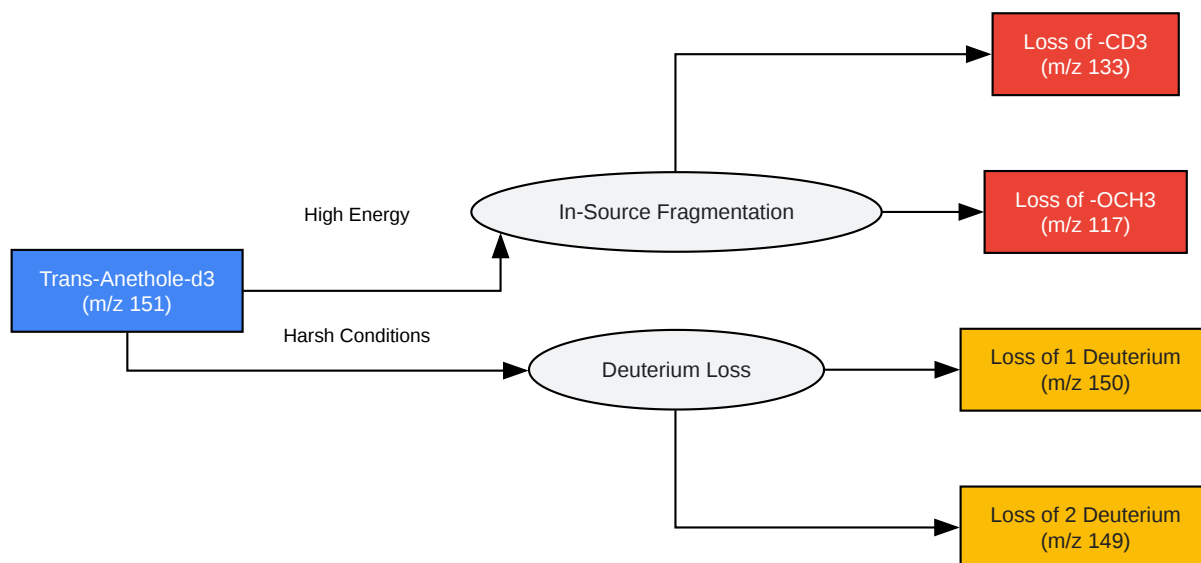 Loss of -CD3
(m/z 133)
High Energy
In-Source Fragmentation
Loss of -OCH3
(m/z 117)
Trans-Anethole-d3
(m/z 151)
Harsh Conditions
Deuterium Loss
Loss of 1 Deuterium
(m/z 150)
Loss of 2 Deuterium
(m/z 149)